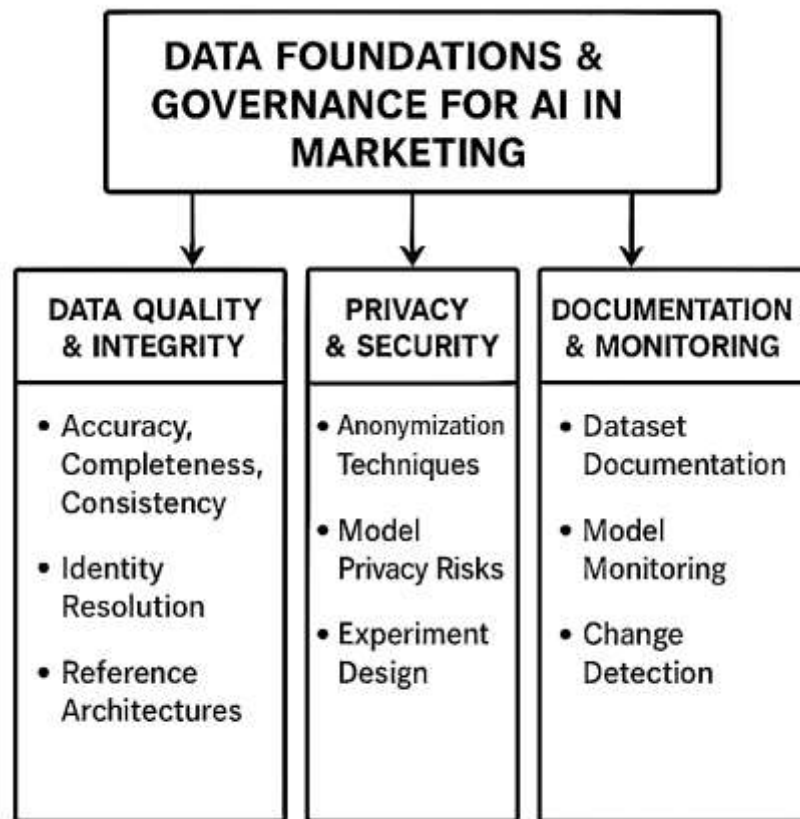 DATA FOUNDATIONS &
GOVERNANCE FOR AI IN
MARKETING
DATA QUALITY
& INTEGRITY
• Accuracy,
Completeness,
Consistency
• Identity
Resolution
• Reference
Architectures
PRIVACY
& SECURITY
• Anonymization
Techniques
• Model
Privacy Risks
• Experiment
Design
DOCUMENTATION
& MONITORING
• Dataset
Documentation
• Model
Monitoring
• Change
Detection